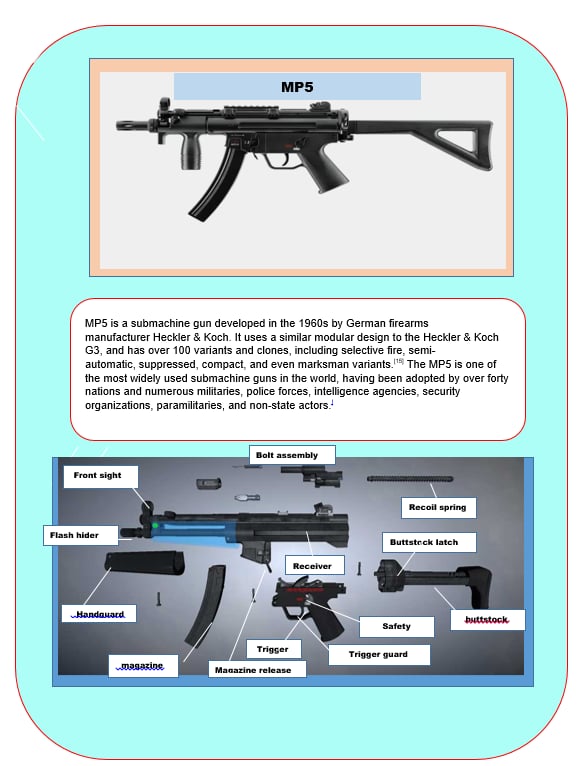 MP5
MP5 is a submachine gun developed in the 1960s by German firearms
manufacturer Heckler & Koch. It uses a similar modular design to the Heckler & Koch
G3, and has over 100 variants and clones, including selective fire, semi-
automatic, suppressed, compact, and even marksman variants.[15] The MP5 is one of
the most widely used submachine guns in the world, having been adopted by over forty
nations and numerous militaries, police forces, intelligence agencies, security
organizations, paramilitaries, and non-state actors.[
Bolt assembly
Front sight
Recoil spring
Flash hider
Buttstock latch
Receiver
Handguard
Safety
buttstock
Trigger
Trigger guard
magazine
Magazine release